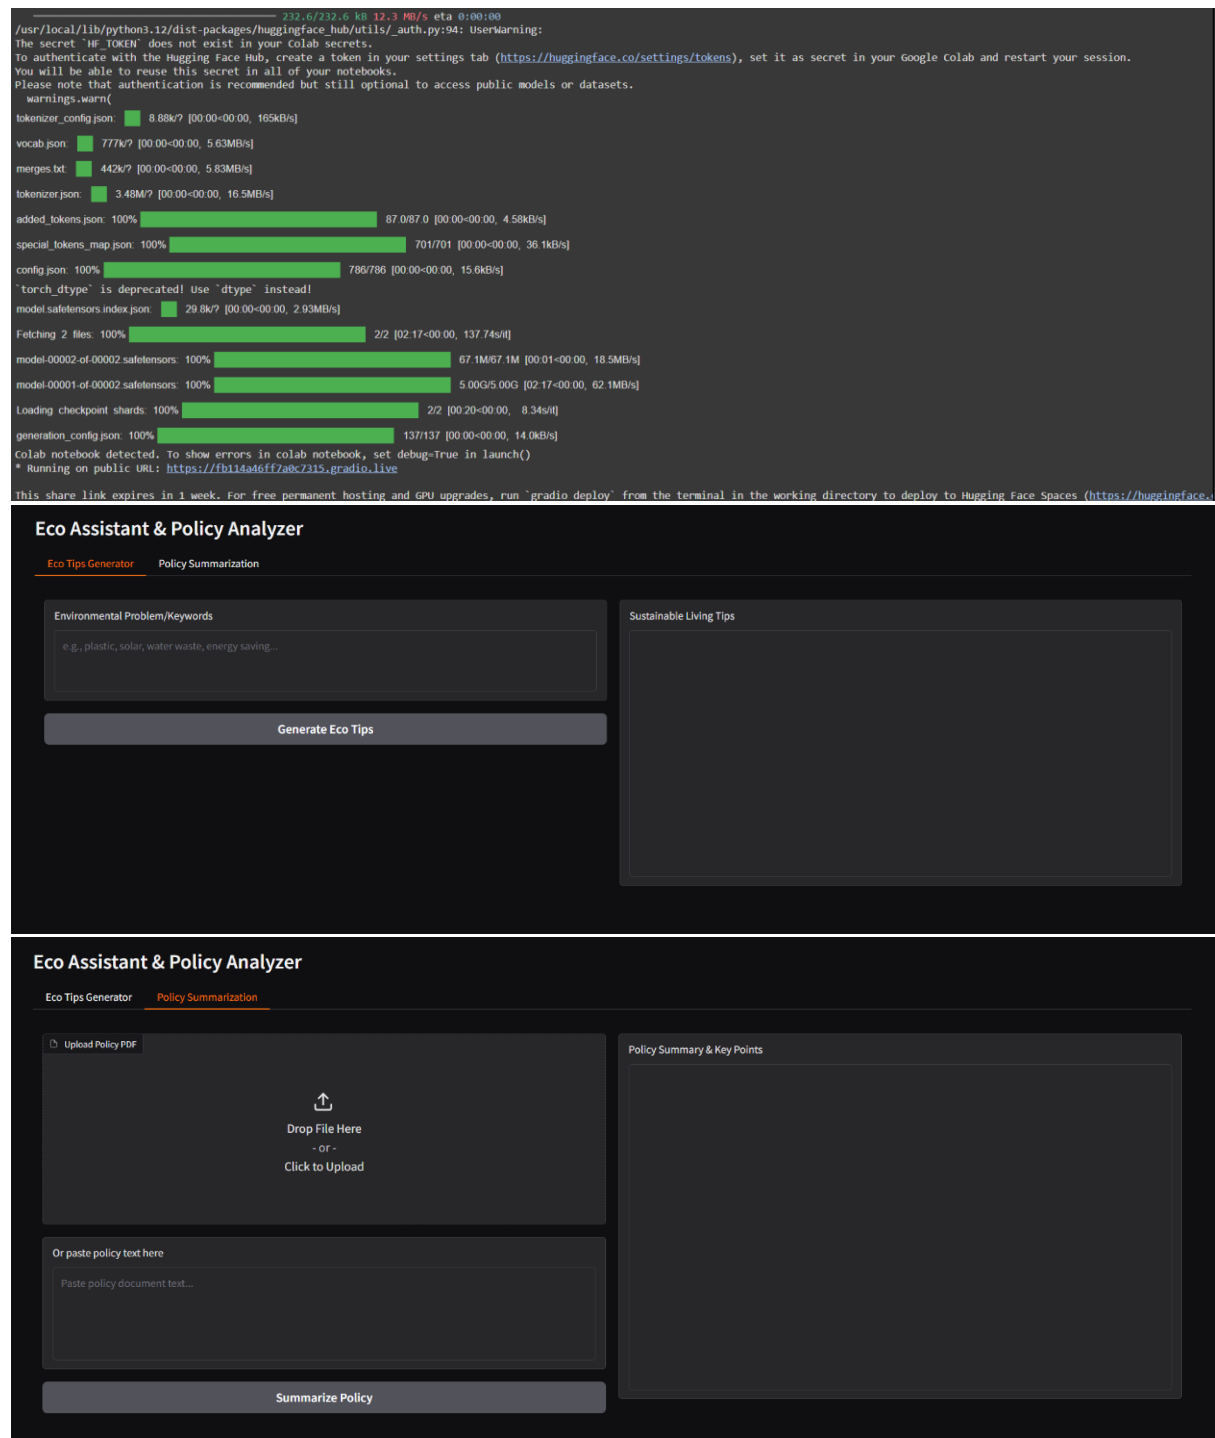 232.6/232.6 kB 12.3 MB/s eta 0:00:00
/usr/local/lib/python3.12/dist-packages/huggingface_hub/utils/_auth.py:94: UserWarning:
The secret `HF_TOKEN` does not exist in your Colab secrets.
To authenticate with the Hugging Face Hub, create a token in your settings tab (https://huggingface.co/settings/tokens), set it as secret in your Google Colab and restart your session.
You will be able to reuse this secret in all of your notebooks.
Please note that authentication is recommended but still optional to access public models or datasets.
warnings.warn(
tokenizer_config.json: 8.88k/? [00:00<00:00, 165kB/s]
vocab.json: 777k/? [00:00<00:00, 5.63MB/s]
merges.txt: 442k/? [00:00<00:00, 5.83MB/s]
tokenizer.json: 3.48M/? [00:00<00:00, 16.5MB/s]
added_tokens.json: 100% 87.0/87.0 [00:00<00:00, 4.58kB/s]
special_tokens_map.json: 100% 701/701 [00:00<00:00, 36.1kB/s]
config.json: 100% 786/786 [00:00<00:00, 15.6kB/s]
`torch_dtype` is deprecated! Use `dtype` instead!
model.safetensors.index.json: 29.8k/? [00:00<00:00, 2.93MB/s]
Fetching 2 files: 100% 2/2 [02:17<00:00, 137.74s/it]
model-00002-of-00002.safetensors: 100% 67.1M/67.1M [00:01<00:00, 18.5MB/s]
model-00001-of-00002.safetensors: 100% 5.00G/5.00G [02:17<00:00, 62.1MB/s]
Loading checkpoint shards: 100% 2/2 [00:20<00:00, 8.34s/it]
generation_config.json: 100% 137/137 [00:00<00:00, 14.0kB/s]
Colab notebook detected. To show errors in colab notebook, set debug=True in launch()
* Running on public URL: https://fb114a46ff7a0c7315.gradio.live
This share link expires in 1 week. For free permanent hosting and GPU upgrades, run `gradio deploy` from the terminal in the working directory to deploy to Hugging Face Spaces (https://huggingface.
Eco Assistant & Policy Analyzer
Eco Tips Generator Policy Summarization
Environmental Problem/Keywords
e.g., plastic, solar, water waste, energy saving...
Generate Eco Tips
Sustainable Living Tips
Eco Assistant & Policy Analyzer
Eco Tips Generator Policy Summarization
Upload Policy PDF
Drop File Here
- or -
Click to Upload
Or paste policy text here
Paste policy document text...
Summarize Policy
Policy Summary & Key Points